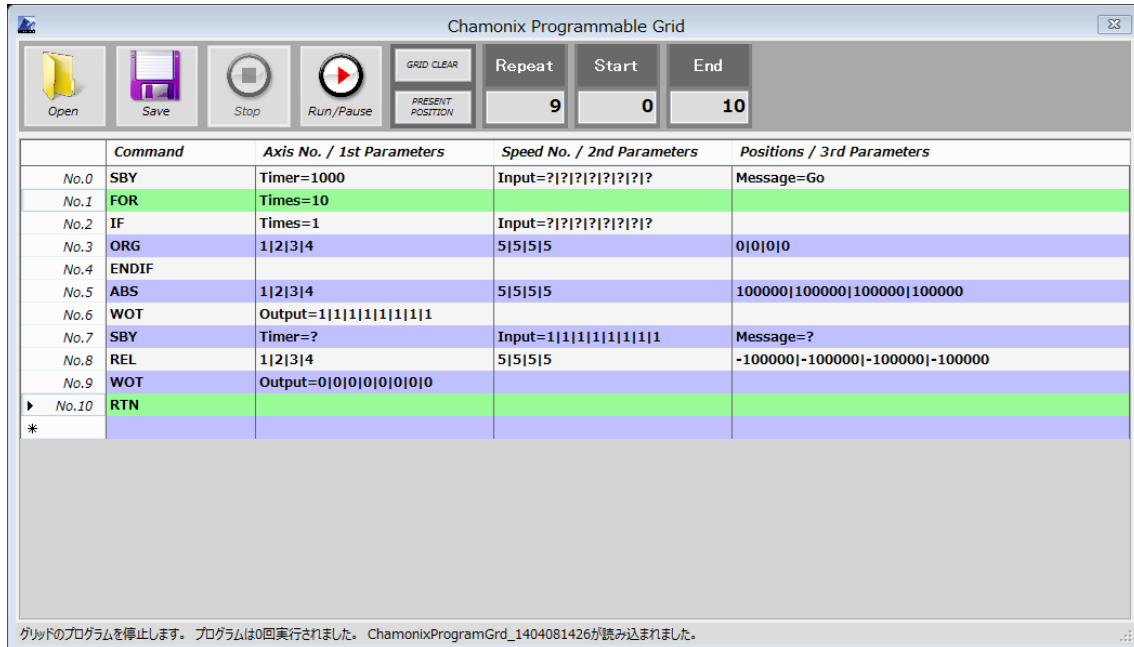 Chamonix Programmable Grid
Open
Save
Stop
Run/Pause
GRID CLEAR
PRESENT
POSITION
Repeat Start End
9 0 10
Command Axis No. / 1st Parameters Speed No. / 2nd Parameters Positions / 3rd Parameters
No.0 SBY Timer=1000 Input=?|?|?|?|?|?|?|? Message=Go
No.1 FOR Times=10
No.2 IF Times=1 Input=?|?|?|?|?|?|?|?
No.3 ORG 1|2|3|4 5|5|5|5 0|0|0|0
No.4 ENDIF
No.5 ABS 1|2|3|4 5|5|5|5 100000|100000|100000|100000
No.6 WOT Output=1|1|1|1|1|1|1|1
No.7 SBY Timer=? Input=1|1|1|1|1|1|1|1 Message=?
No.8 REL 1|2|3|4 5|5|5|5 -100000|-100000|-100000|-100000
No.9 WOT Output=0|0|0|0|0|0|0|0
No.10 RTN
グリッドのプログラムを停止します。 プログラムは0回実行されました。 ChamonixProgramGrd_1404081426が読み込まれました。